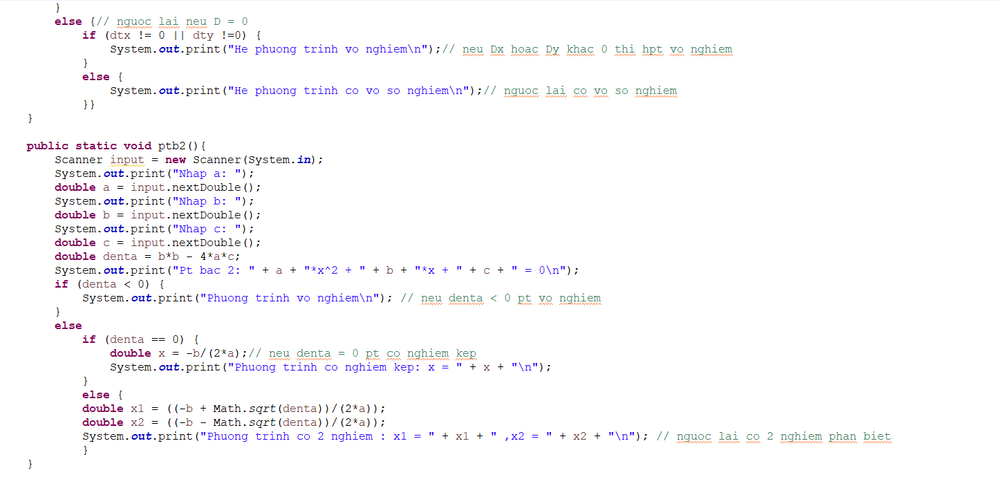 }
else {// nguoc lai neu D = 0
if (dtx != 0 || dty !=0) {
System.out.print("He phuong trinh vo nghiem\n");// neu Dx hoac Dy khac 0 thi hpt vo nghiem
}
else {
System.out.print("He phuong trinh co vo so nghiem\n");// nguoc lai co vo so nghiem
}}
}
public static void ptb2(){
Scanner input = new Scanner(System.in);
System.out.print("Nhap a: ");
double a = input.nextDouble();
System.out.print("Nhap b: ");
double b = input.nextDouble();
System.out.print("Nhap c: ");
double c = input.nextDouble();
double denta = b*b - 4*a*c;
System.out.print("Pt bac 2: " + a + "*x^2 + " + b + "*x + " + c + " = 0\n");
if (denta < 0) {
System.out.print("Phuong trinh vo nghiem\n"); // neu denta < 0 pt vo nghiem
}
else
if (denta == 0) {
double x = -b/(2*a);// neu denta = 0 pt co nghiem kep
System.out.print("Phuong trinh co nghiem kep: x = " + x + "\n");
}
else {
double x1 = ((-b + Math.sqrt(denta))/(2*a));
double x2 = ((-b - Math.sqrt(denta))/(2*a));
System.out.print("Phuong trinh co 2 nghiem : x1 = " + x1 + " ,x2 = " + x2 + "\n"); // nguoc lai co 2 nghiem phan biet
}
}